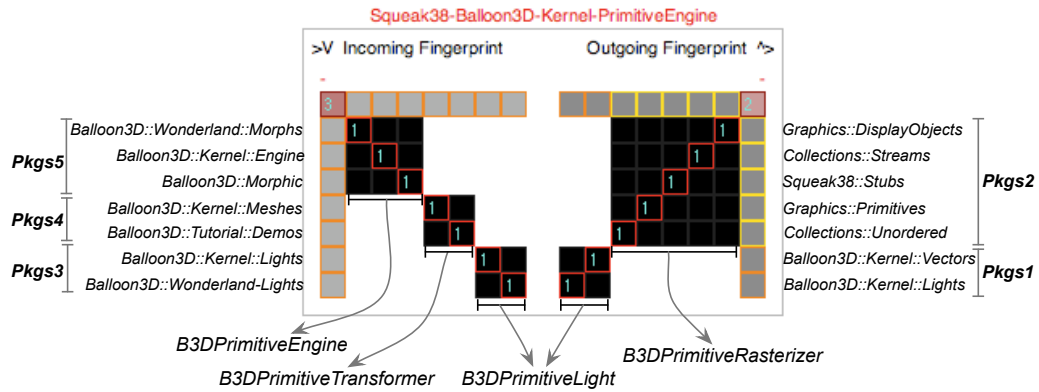 Squeak38-Balloon3D-Kernel-PrimitiveEngine
>V Incoming Fingerprint
Outgoing Fingerprint ^>
- -
3 2
Balloon3D::Wonderland::Morphs 1 1 Graphics::DisplayObjects
Pkgs5 Balloon3D::Kernel::Engine 1 1 Collections::Streams
Balloon3D::Morphic 1 1 Squeak38::Stubs Pkgs2
Pkgs4 Balloon3D::Kernel::Meshes 1 1 Graphics::Primitives
Balloon3D::Tutorial::Demos 1 1 Collections::Unordered
Pkgs3 Balloon3D::Kernel::Lights 1 1 Balloon3D::Kernel::Vectors Pkgs1
Balloon3D::Wonderland-Lights 1 1 Balloon3D::Kernel::Lights
B3DPrimitiveEngine
B3DPrimitiveRasterizer
B3DPrimitiveTransformer
B3DPrimitiveLight